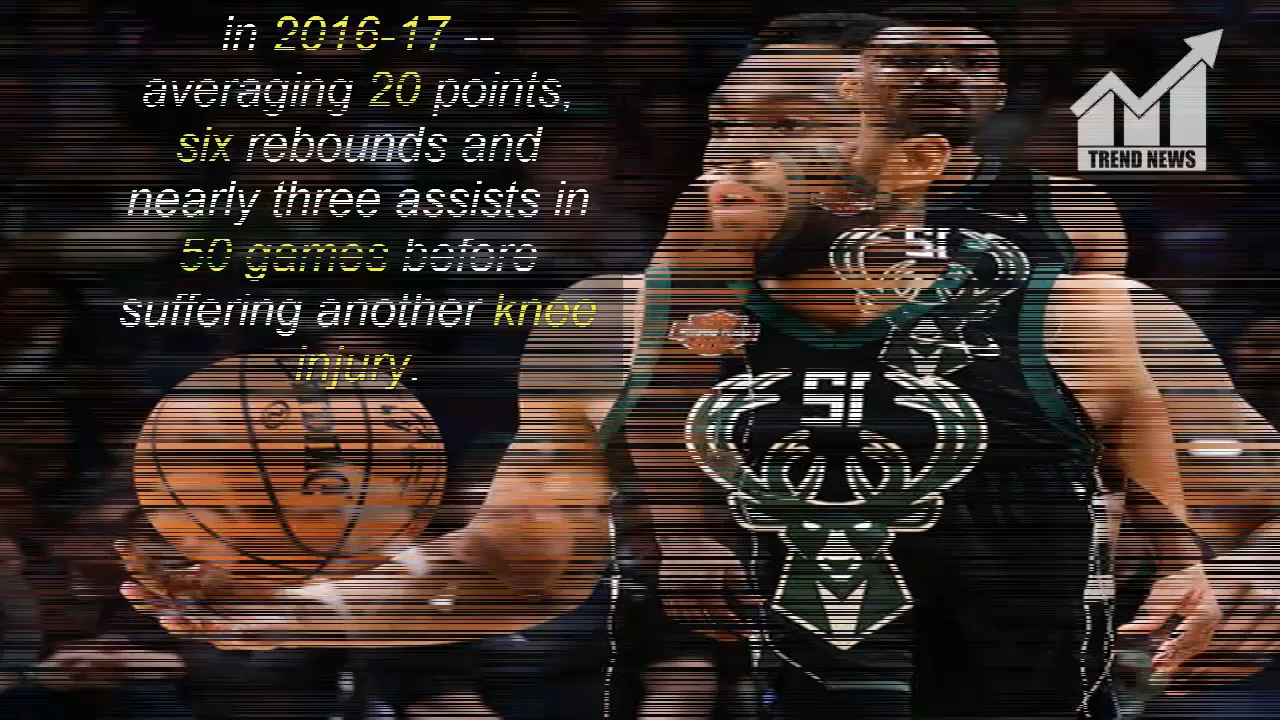 in 2016-17 --
averaging 20 points,
six rebounds and
nearly three assists in
50 games before
suffering another knee
injury.
TREND NEWS